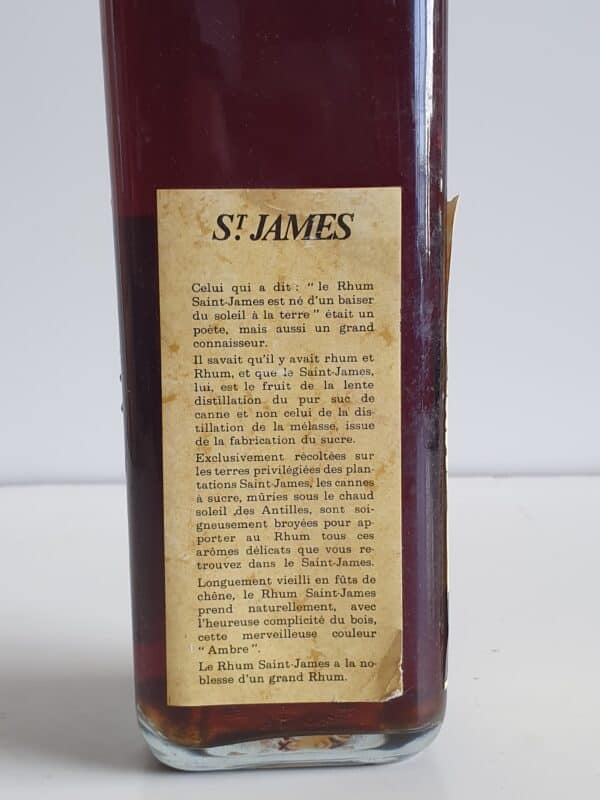 ST JAMES
Celui qui a dit : " le Rhum
Saint-James est né d'un baiser
du soleil à la terre " était un
poète, mais aussi un grand
connaisseur.
Il savait qu'il y avait rhum et
Rhum, et que le Saint-James,
lui, est le fruit de la lente
distillation du pur suc de
canne et non celui de la dis-
tillation de la mélasse, issue
de la fabrication du sucre.
Exclusivement récoltées sur
les terres privilégiées des plan-
tations Saint-James, les cannes
à sucre, mûries sous le chaud
soleil des Antilles, sont soi-
gneusement broyées pour ap-
porter au Rhum tous ces
arômes délicats que vous re-
trouvez dans le Saint-James.
Longuement vieilli en fûts de
chêne, le Rhum Saint-James
prend naturellement, avec
l'heureuse complicité du bois,
cette merveilleuse couleur
" Ambre ".
Le Rhum Saint-James a la no-
blesse d'un grand Rhum.